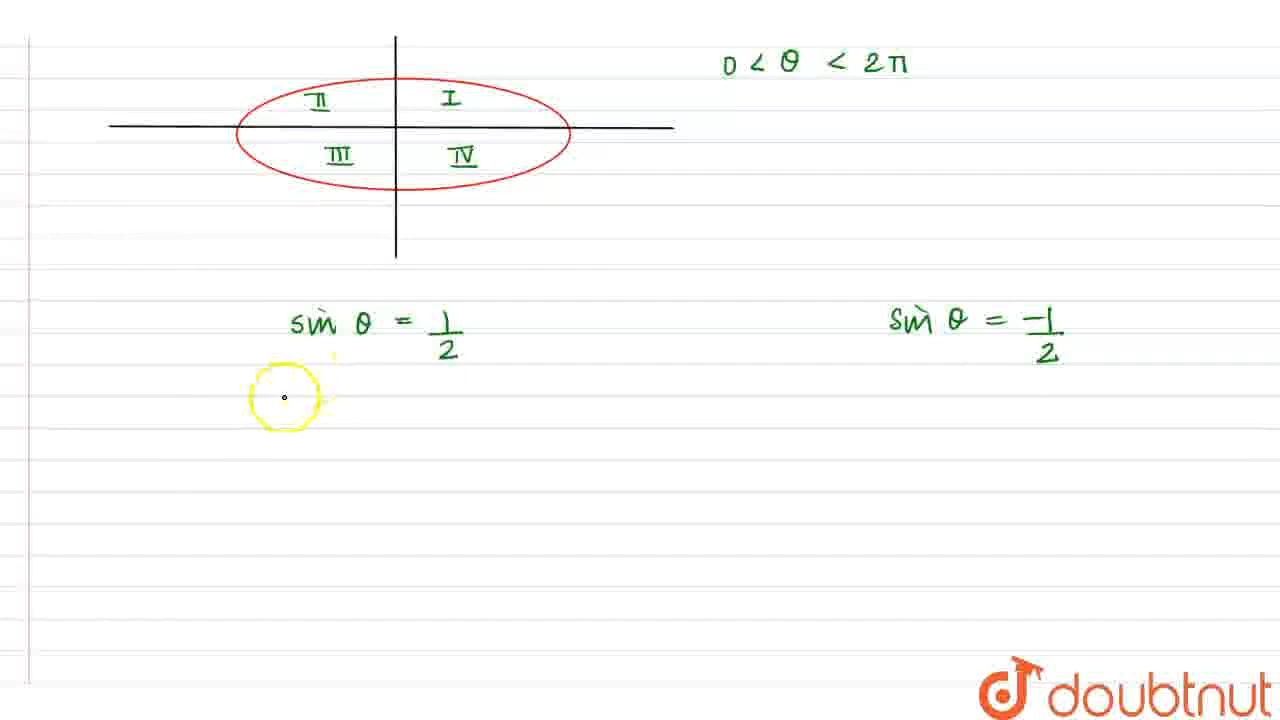 0 < θ < 2π
II I
III IV
sin θ = 1/2
sin θ = -1/2
doubtnut